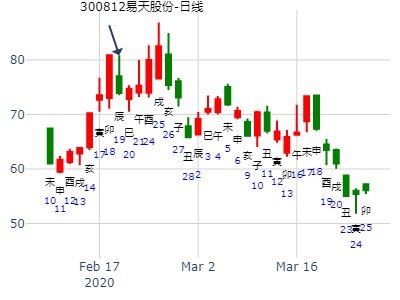 300812易天股份-日线
80
70
60
50
未 申 酉 戌 亥 寅 卯 辰 巳 午 酉 戌 亥 子 丑 辰 巳 午 未 申 亥 子 丑 寅 卯 午 未 申 酉 戌 丑 寅 卯
10 11 12 13 14 17 18 19 20 21 24 25 26 27 28 2 3 4 5 6 9 10 11 12 13 16 17 18 19 20 23 24 25
Feb 17 Mar 2 Mar 16
2020